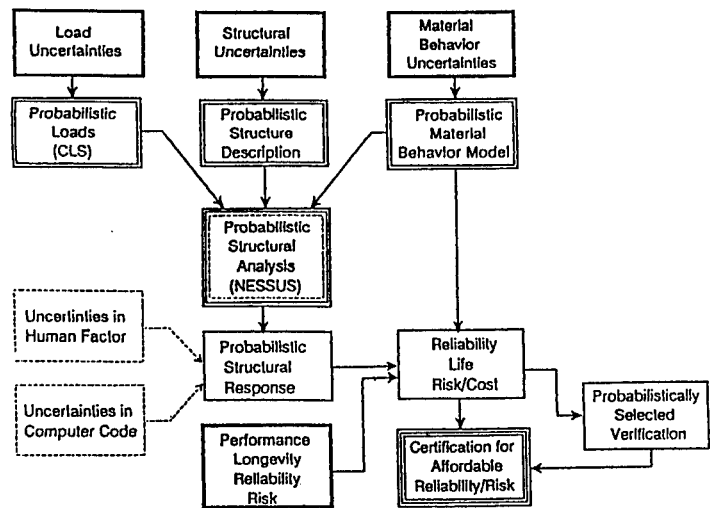 Load
Uncertainties
Structural
Uncertainties
Material
Behavior
Uncertainties
Probabilistic
Loads
(CLS)
Probabilistic
Structure
Description
Probabilistic
Material
Behavior Model
Probabilistic
Structural
Analysis
(NESSUS)
Uncertinties in
Human Factor
Probabilistic
Structural
Response
Reliability
Life
Risk/Cost
Uncertainties in
Computer Code
Probabilistically
Selected
Verification
Performance
Longevity
Reliability
Risk
Certification for
Affordable
Reliability/Risk